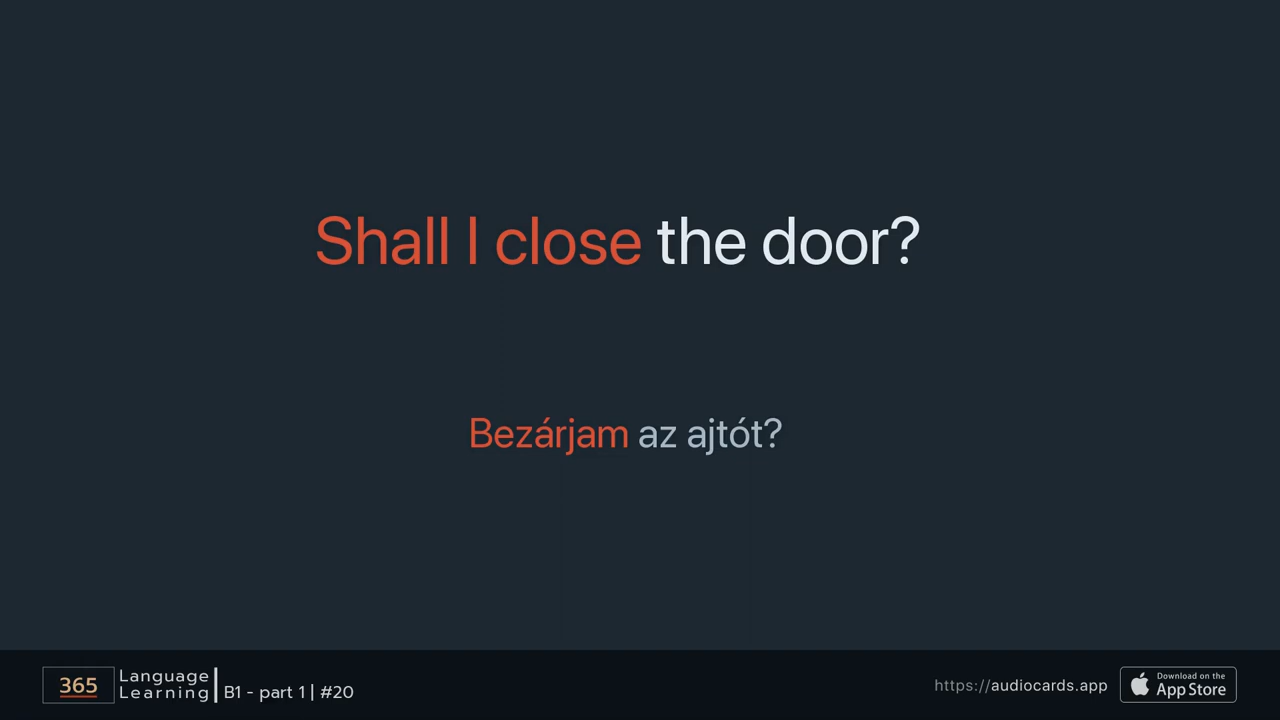 Shall I close the door?
Bezárjam az ajtót?
365
Language
Learning
B1 - part 1 | #20
https://audiocards.app
Download on the
App Store